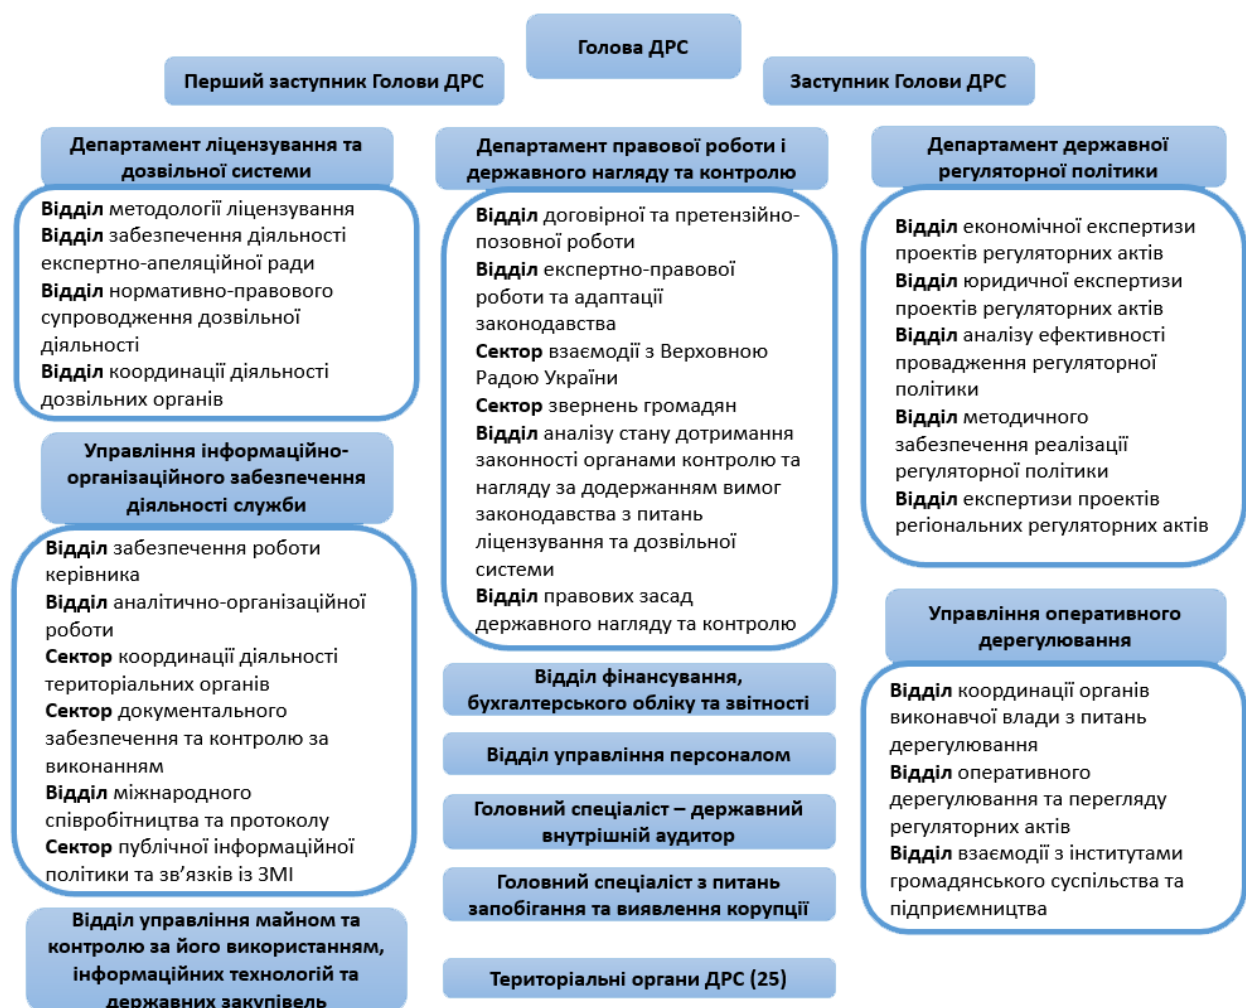 Голова ДРС
Перший заступник Голови ДРС
Заступник Голови ДРС
Департамент ліцензування та
дозвільної системи
Відділ методології ліцензування
Відділ забезпечення діяльності
експертно-апеляційної ради
Відділ нормативно-правового
супроводження дозвільної
діяльності
Відділ координації діяльності
дозвільних органів
Управління інформаційно-
організаційного забезпечення
діяльності служби
Відділ забезпечення роботи
керівника
Відділ аналітично-організаційної
роботи
Сектор координації діяльності
територіальних органів
Сектор документального
забезпечення та контролю за
виконанням
Відділ міжнародного
співробітництва та протоколу
Сектор публічної інформаційної
політики та зв’язків із ЗМІ
Відділ управління майном та
контролю за його використанням,
інформаційних технологій та
державних закупівель
Департамент правової роботи і
державного нагляду та контролю
Відділ договірної та претензійно-
позовної роботи
Відділ експертно-правової
роботи та адаптації
законодавства
Сектор взаємодії з Верховною
Радою України
Сектор звернень громадян
Відділ аналізу стану дотримання
законності органами контролю та
нагляду за додержанням вимог
законодавства з питань
ліцензування та дозвільної
системи
Відділ правових засад
державного нагляду та контролю
Відділ фінансування,
бухгалтерського обліку та звітності
Відділ управління персоналом
Головний спеціаліст – державний
внутрішній аудитор
Головний спеціаліст з питань
запобігання та виявлення корупції
Територіальні органи ДРС (25)
Департамент державної
регуляторної політики
Відділ економічної експертизи
проектів регуляторних актів
Відділ юридичної експертизи
проектів регуляторних актів
Відділ аналізу ефективності
провадження регуляторної
політики
Відділ методичного
забезпечення реалізації
регуляторної політики
Відділ експертизи проектів
регіональних регуляторних актів
Управління оперативного
дерегулювання
Відділ координації органів
виконавчої влади з питань
дерегулювання
Відділ оперативного
дерегулювання та перегляду
регуляторних актів
Відділ взаємодії з інститутами
громадянського суспільства та
підприємництва